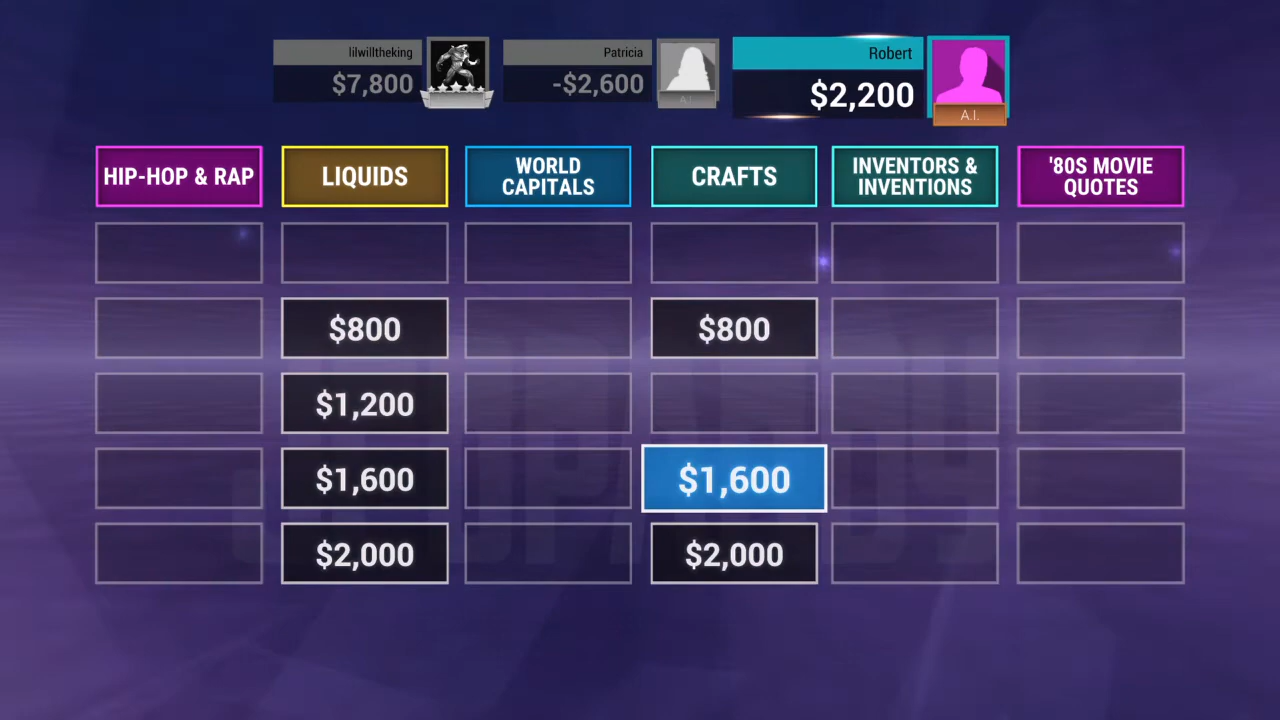 lilwilltheking
$7,800
Patricia
-$2,600
A.I.
Robert
$2,200
A.I.
HIP-HOP & RAP
LIQUIDS
WORLD
CAPITALS
CRAFTS
INVENTORS &
INVENTIONS
'80S MOVIE
QUOTES
$800
$800
$1,200
$1,600
$1,600
$2,000
$2,000